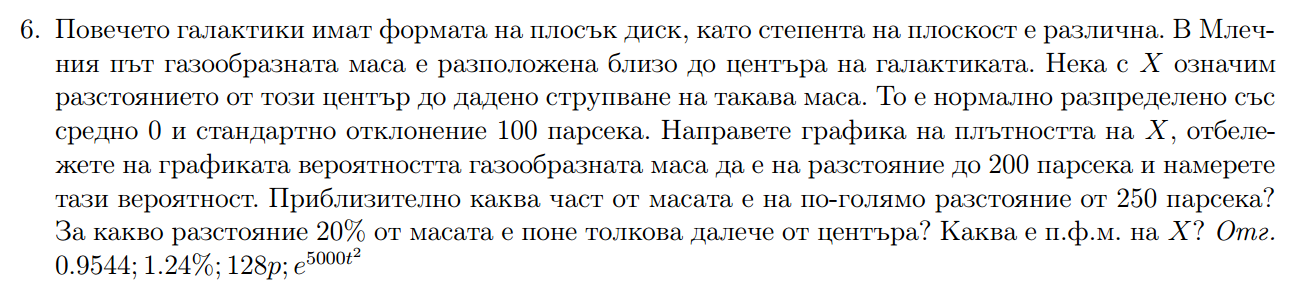 6. Повечето галактики имат формата на плосък диск, като степента на плоскост е различна. В Млеч-
ния път газообразната маса е разположена близо до центъра на галактиката. Нека с X означим
разстоянието от този център до дадено струпване на такава маса. То е нормално разпределено със
средно 0 и стандартно отклонение 100 парсека. Направете графика на плътността на X, отбеле-
жете на графиката вероятността газообразната маса да е на разстояние до 200 парсека и намерете
тази вероятност. Приблизително каква част от масата е на по-голямо разстояние от 250 парсека?
За какво разстояние 20% от масата е поне толкова далече от центъра? Каква е п.ф.м. на X? Отг.
0.9544; 1.24%; 128p; e^{5000t^2}